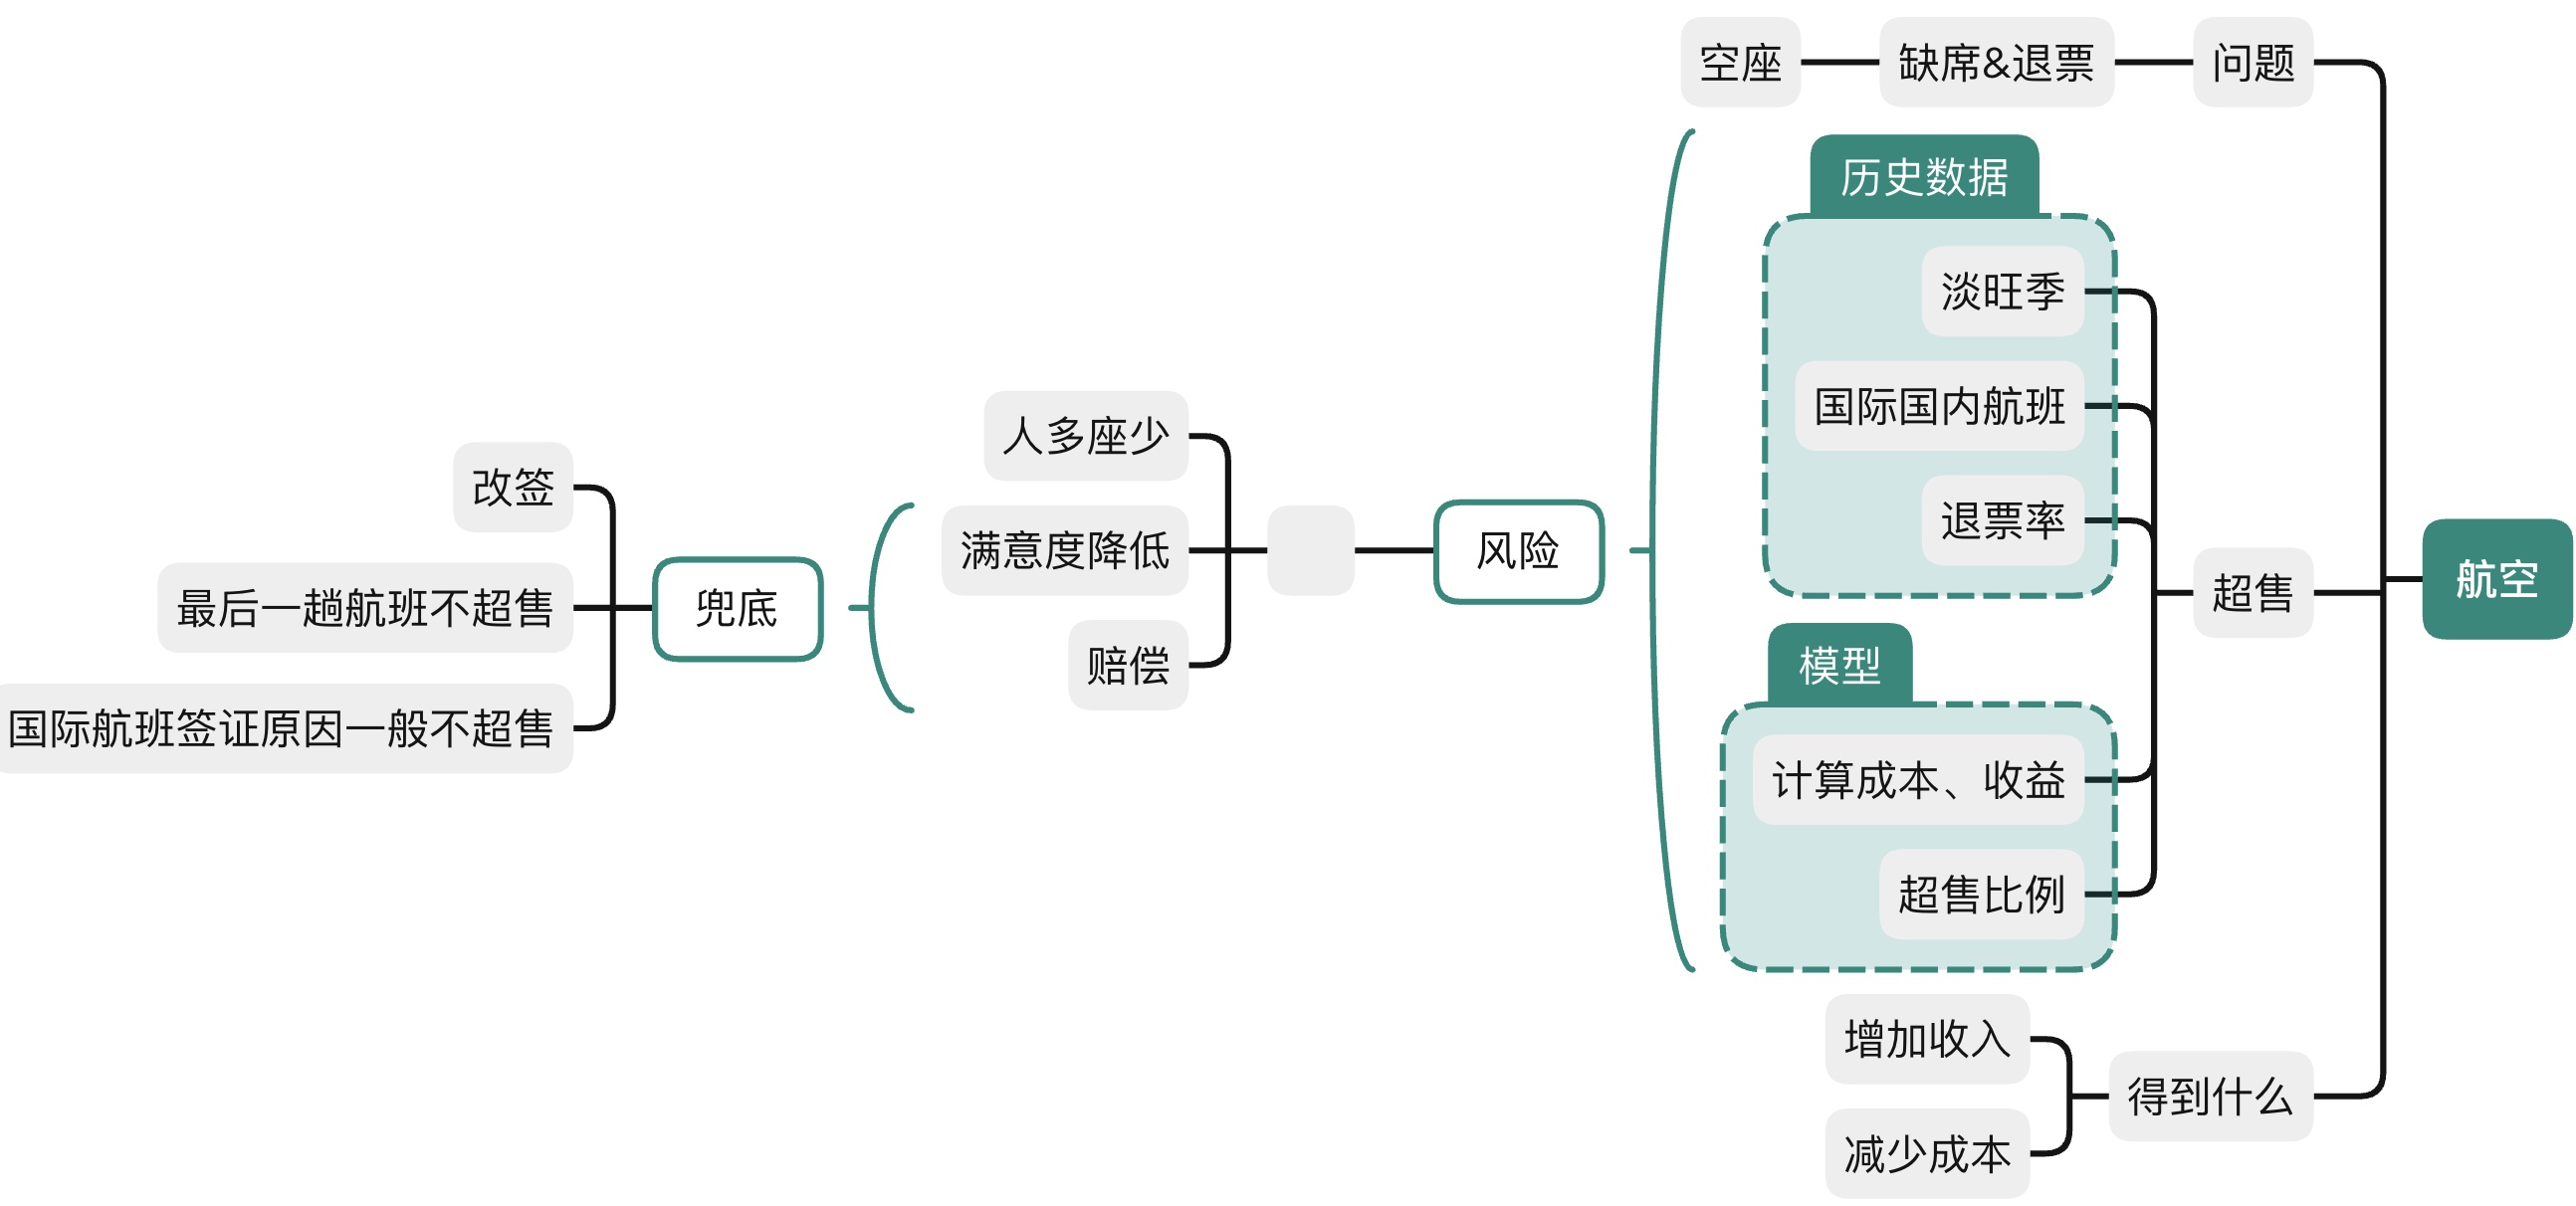 航空
问题
缺席&退票
空座
超售
历史数据
淡旺季
国际国内航班
退票率
模型
计算成本、收益
超售比例
风险
人多座少
满意度降低
赔偿
兜底
改签
最后一趟航班不超售
国际航班签证原因一般不超售
得到什么
增加收入
减少成本